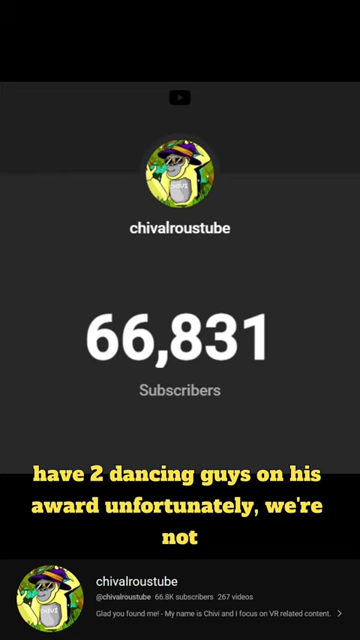 chivalroustube
66,831
Subscribers
have 2 dancing guys on his
award unfortunately, we're
not
chivalroustube
@chivalroustube 66.8K subscribers 267 videos
Glad you found me! - My name is Chivi and I focus on VR related content.